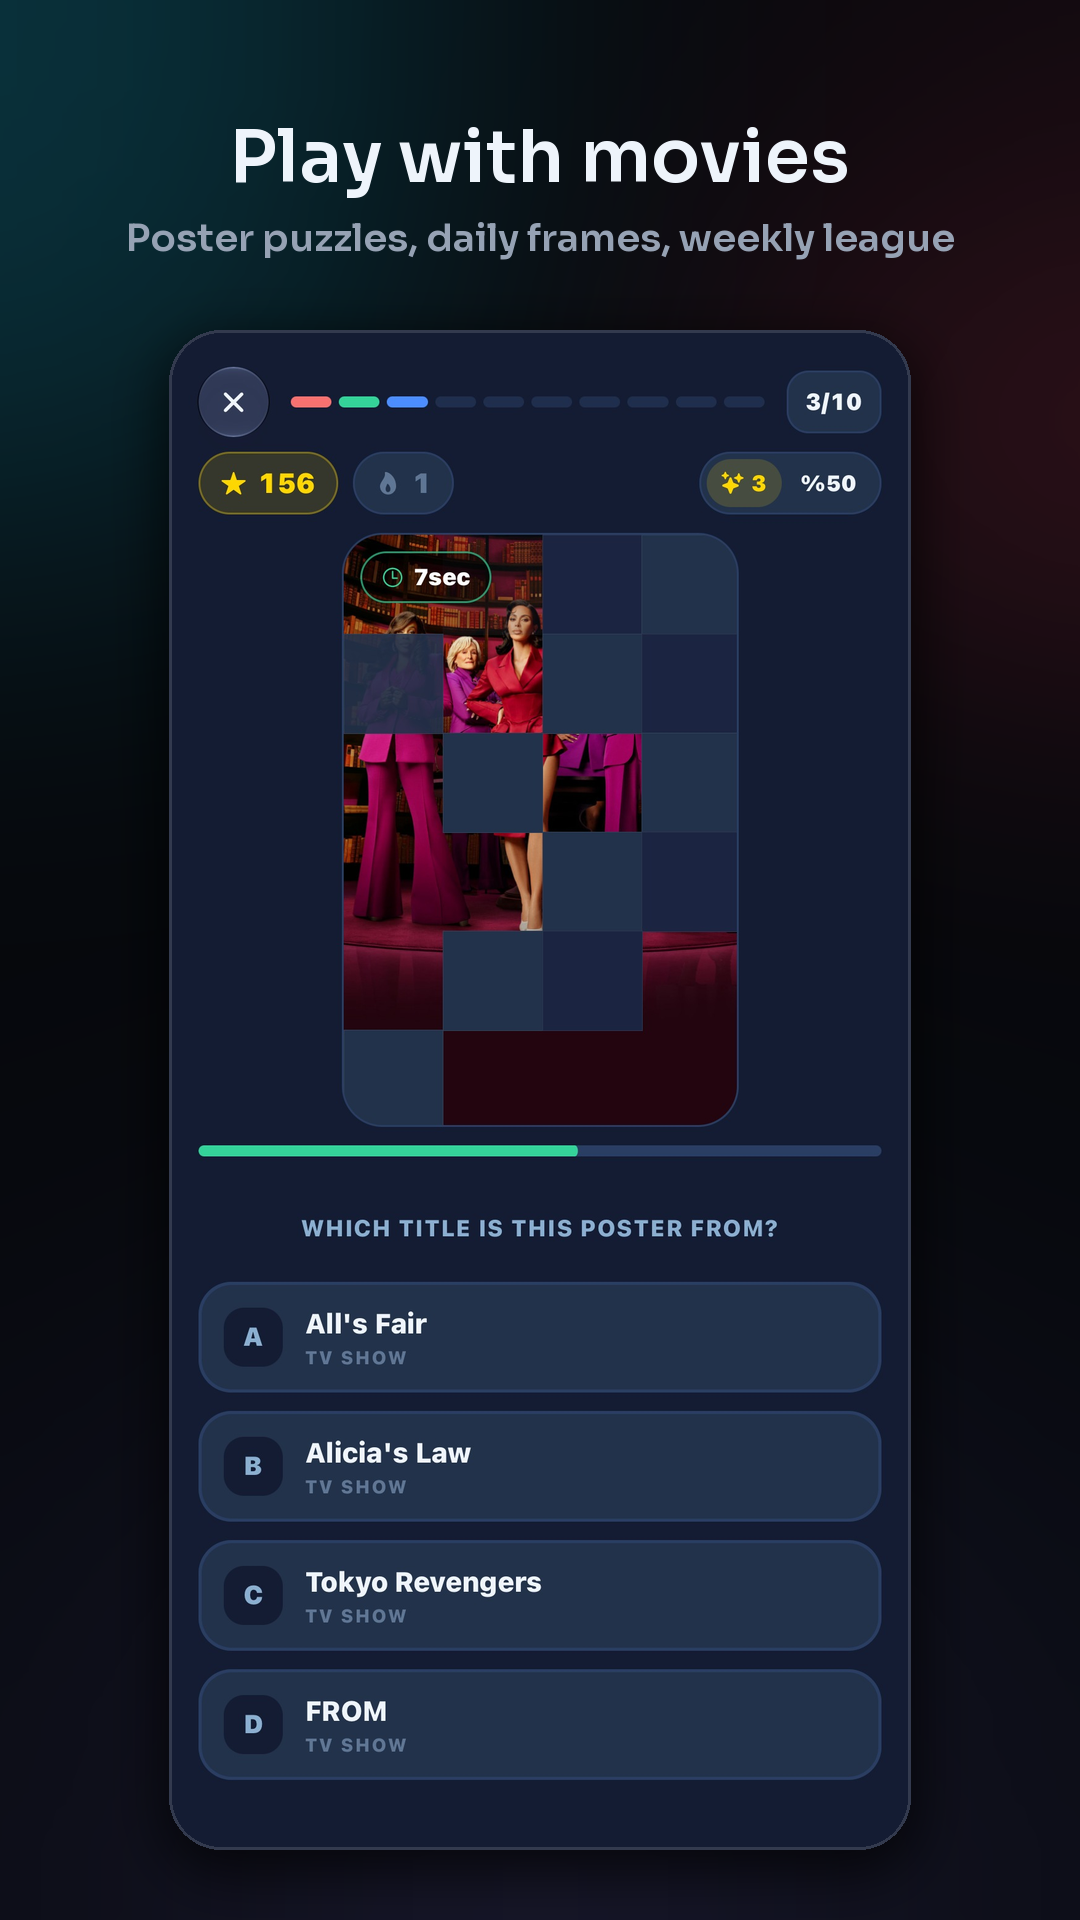 Play with movies
Poster puzzles, daily frames, weekly league
3/10
156
1
3
%50
7sec
WHICH TITLE IS THIS POSTER FROM?
A
All's Fair
TV SHOW
B
Alicia's Law
TV SHOW
C
Tokyo Revengers
TV SHOW
D
FROM
TV SHOW